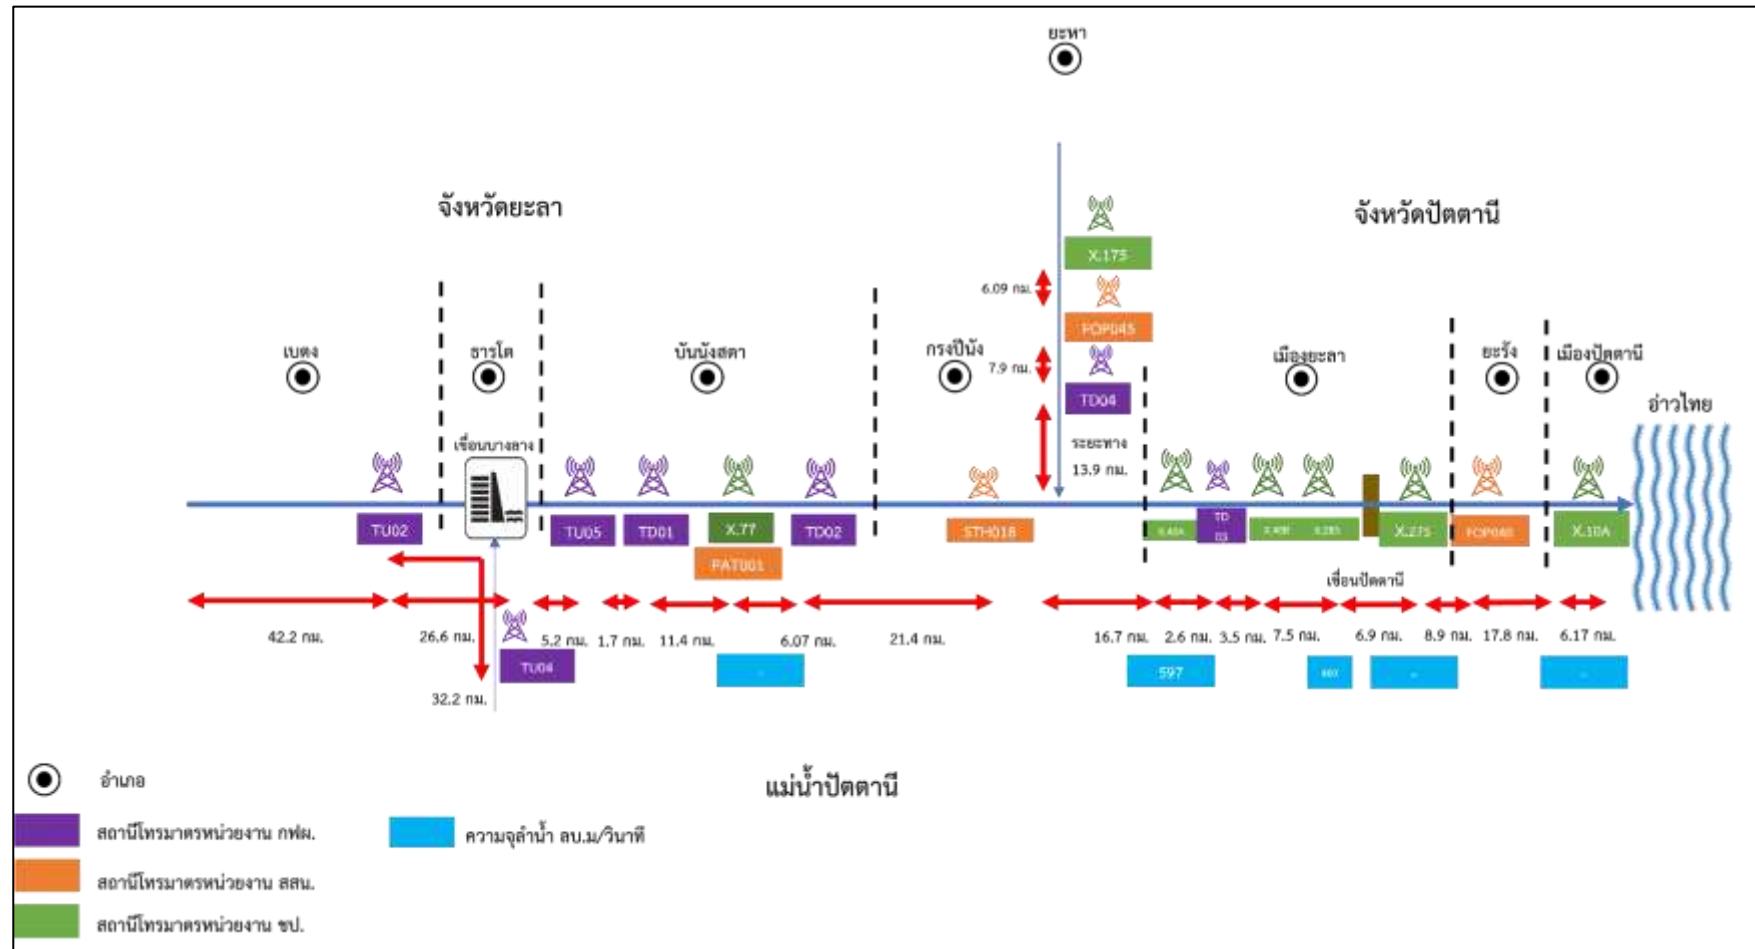 ยะหา
จังหวัดยะลา
จังหวัดปัตตานี
X.175
6.09 กม.
FOP045
7.9 กม.
TD04
ระยะทาง
13.9 กม.
เบตง
ธารโต
บันนังสตา
กรงปินัง
เมืองยะลา
ยะรัง
เมืองปัตตานี
อ่าวไทย
เขื่อนบางลาง
TU02
TU05
TD01
X.77
PAT001
TD02
STH018
X.40A
TD
03
X.275
X.10A
เขื่อนปัตตานี
42.2 กม.
26.6 กม.
5.2 กม.
1.7 กม.
11.4 กม.
6.07 กม.
21.4 กม.
16.7 กม.
2.6 กม.
3.5 กม.
7.5 กม.
6.9 กม.
8.9 กม.
17.8 กม.
6.17 กม.
TU04
32.2 กม.
-
597
-
-
แม่น้ำปัตตานี
อำเภอ
สถานีโทรมาตรหน่วยงาน กฟผ.
ความจุลำน้ำ ลบ.ม/วินาที
สถานีโทรมาตรหน่วยงาน สสน.
สถานีโทรมาตรหน่วยงาน ชป.